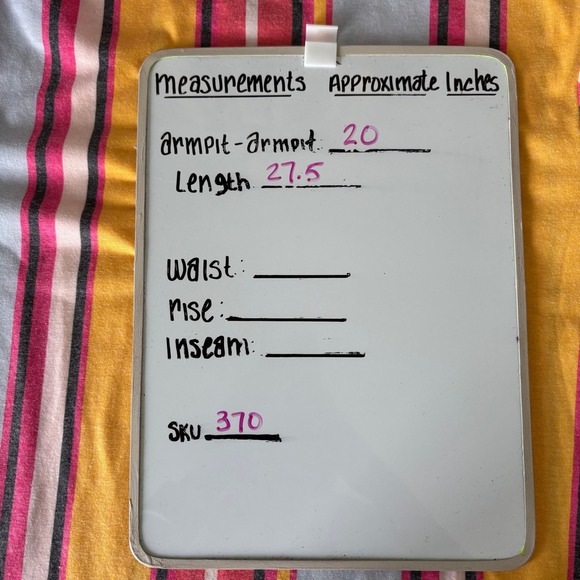 measurements Approximate Inches
armpit-armpit 20
Length 27.5
waist:
rise:
Inseam:
SKU 370